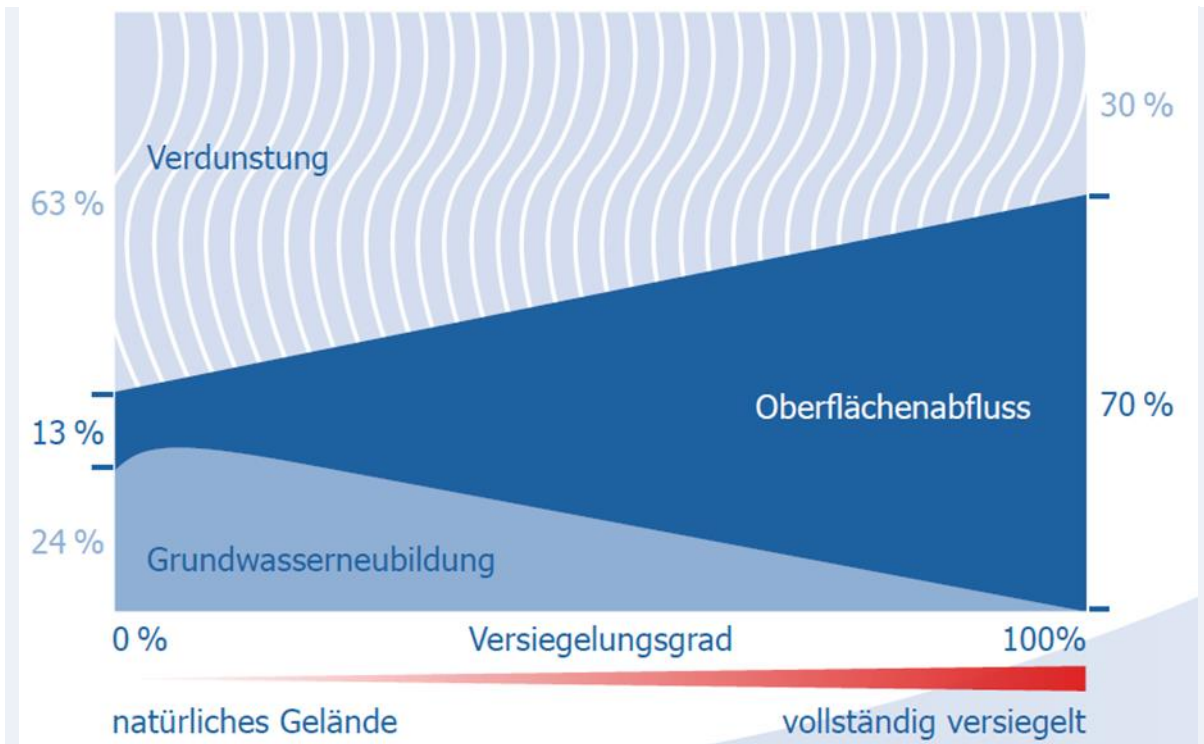 30 %
Verdunstung
63 %
Oberflächenabfluss
70 %
13 %
24 %
Grundwasserneubildung
0 %
Versiegelungsgrad
100%
natürliches Gelände
vollständig versiegelt